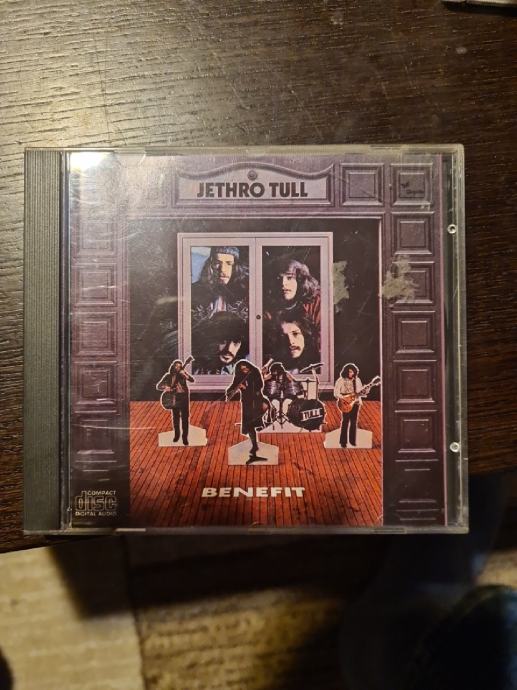 JETHRO TULL
BENEFIT
COMPACT
disc
DIGITAL AUDIO